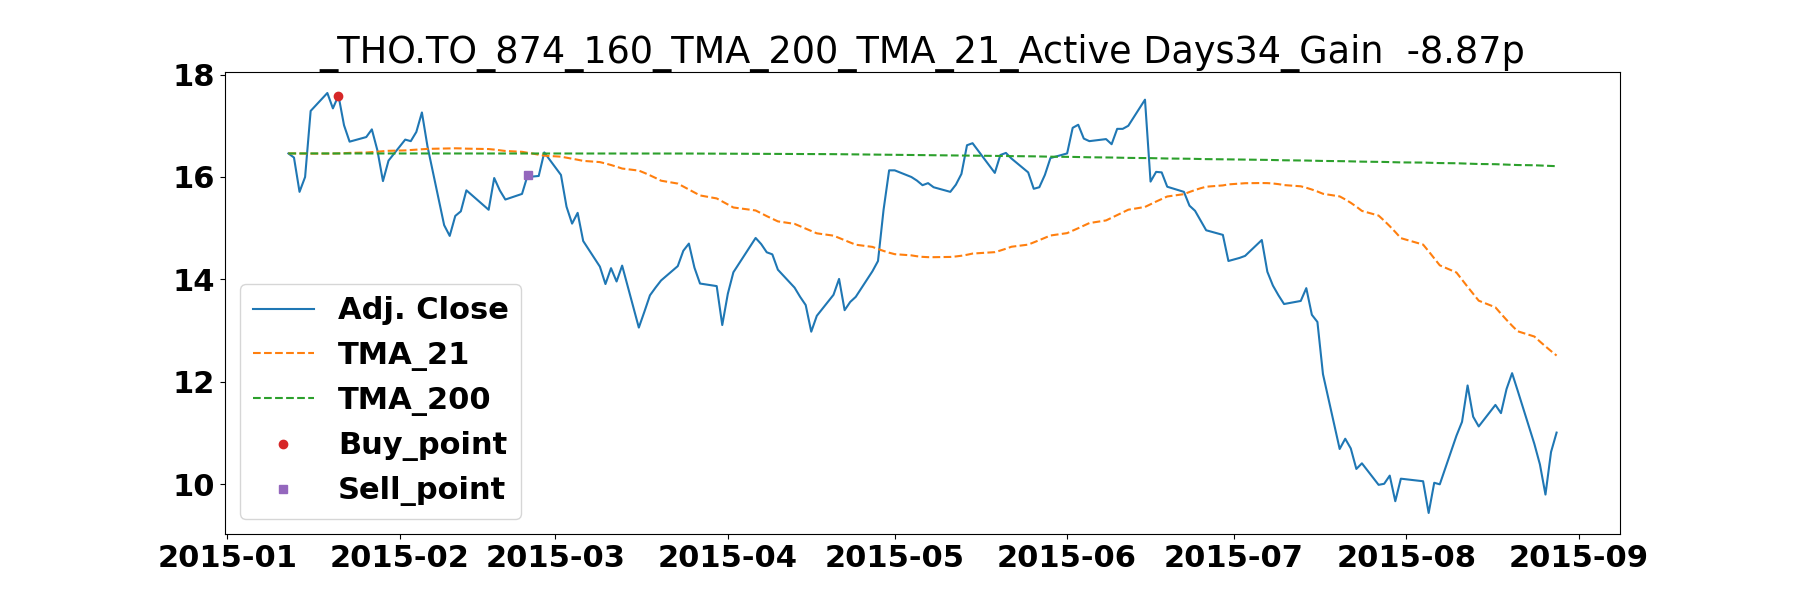 _THO.TO_874_160_TMA_200_TMA_21_Active Days34_Gain  -8.87p
18
16
14
12
10
Adj. Close
TMA_21
TMA_200
Buy_point
Sell_point
2015-01 2015-02 2015-03 2015-04 2015-05 2015-06 2015-07 2015-08 2015-09